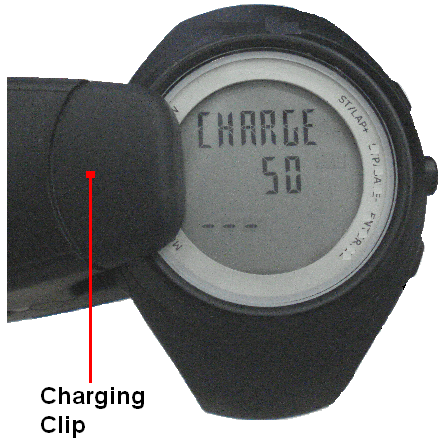 ST/LAP+
CHARGE
50
---
M
Charging
Clip